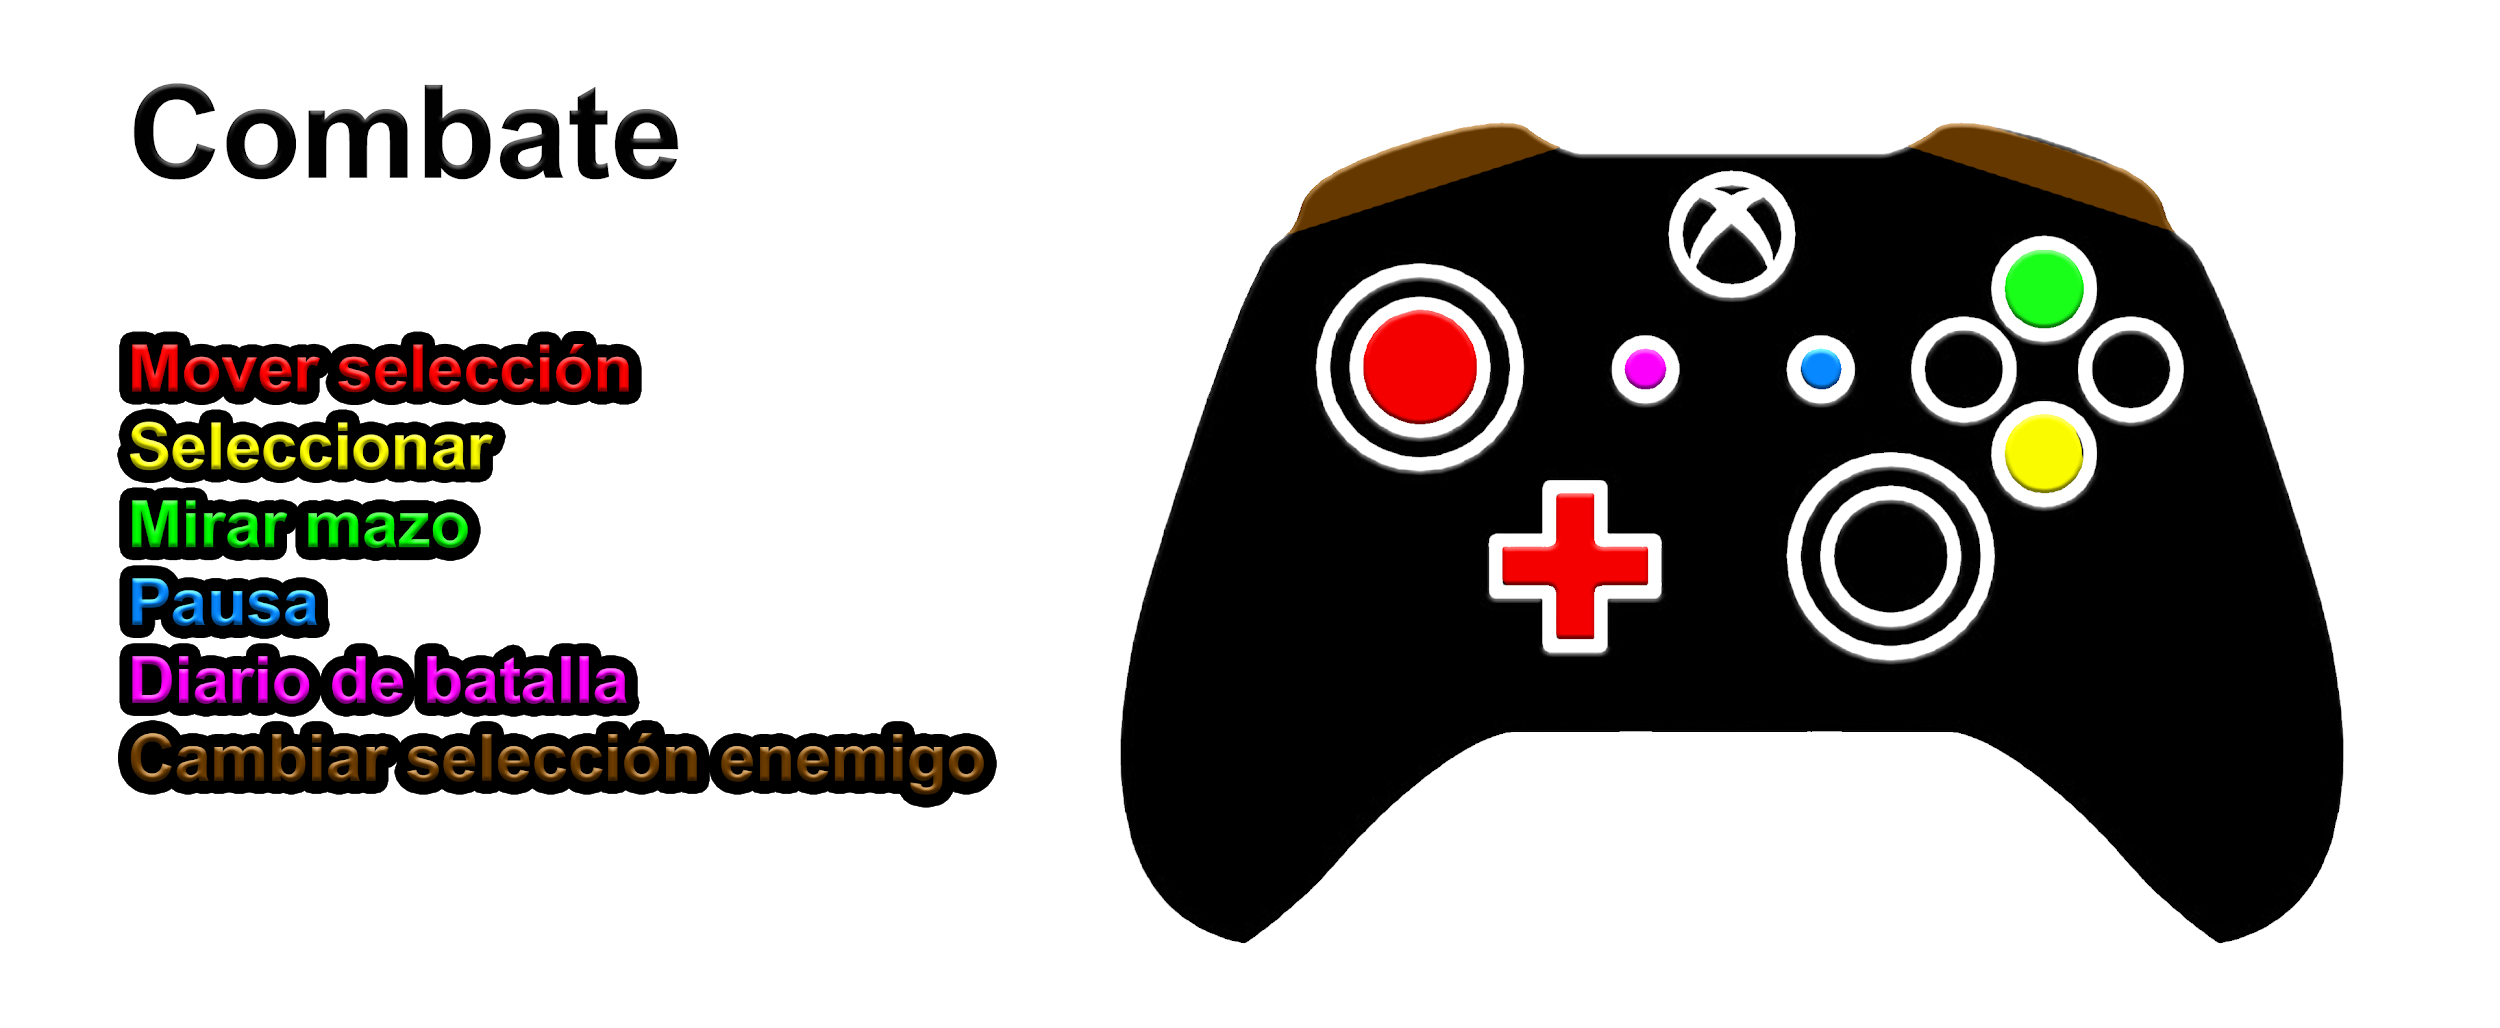 Combate
Mover selección
Seleccionar
Mirar mazo
Pausa
Diario de batalla
Cambiar selección enemigo